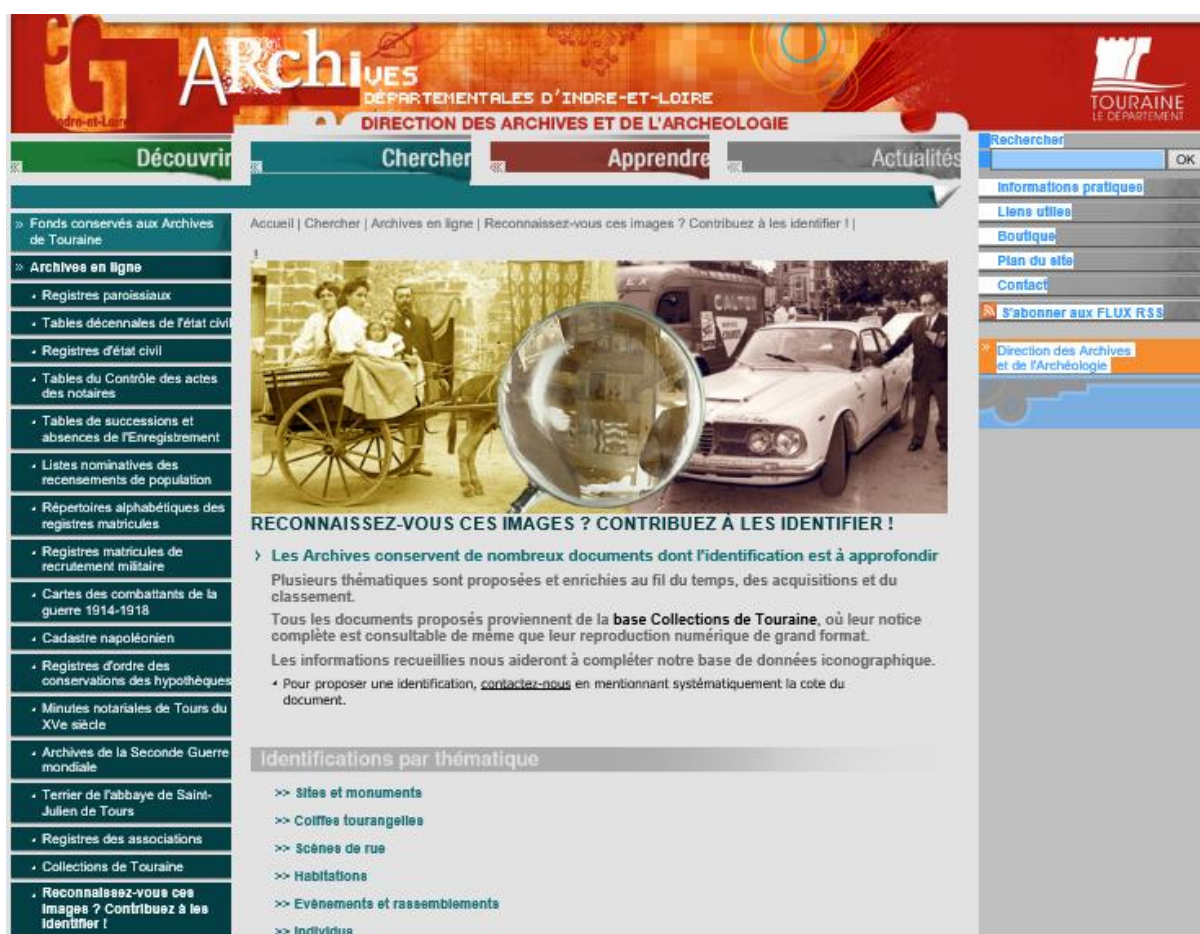 CG
Indre-et-Loire
ARchIVES
DÉPARTEMENTALES D'INDRE-ET-LOIRE
DIRECTION DES ARCHIVES ET DE L'ARCHEOLOGIE
TOURAINE
LE DÉPARTEMENT
Découvrir
Chercher
Apprendre
Actualités
Rechercher
OK
Informations pratiques
Liens utiles
Boutique
Plan du site
Contact
S'abonner aux FLUX RSS
» Direction des Archives
et de l'Archéologie
» Fonds conservés aux Archives
de Touraine
» Archives en ligne
Registres paroissiaux
Tables décennales de l'état civil
Registres d'état civil
Tables du Contrôle des actes
des notaires
Tables de successions et
absences de l'Enregistrement
Listes nominatives des
recensements de population
Répertoires alphabétiques des
registres matricules
Registres matricules de
recrutement militaire
Cartes des combattants de la
guerre 1914-1918
Cadastre napoléonien
Registres d'ordre des
conservations des hypothèques
Minutes notariales de Tours du
XVe siècle
Archives de la Seconde Guerre
mondiale
Terrier de l'abbaye de Saint-
Julien de Tours
Registres des associations
Collections de Touraine
Reconnaissez-vous ces
images ? Contribuez à les
identifier !
Accueil | Chercher | Archives en ligne | Reconnaissez-vous ces images ? Contribuez à les identifier ! |
!
RECONNAISSEZ-VOUS CES IMAGES ? CONTRIBUEZ À LES IDENTIFIER !
Les Archives conservent de nombreux documents dont l'identification est à approfondir
Plusieurs thématiques sont proposées et enrichies au fil du temps, des acquisitions et du
classement.
Tous les documents proposés proviennent de la base Collections de Touraine, où leur notice
complète est consultable de même que leur reproduction numérique de grand format.
Les informations recueillies nous aideront à compléter notre base de données iconographique.
Pour proposer une identification, contactez-nous en mentionnant systématiquement la cote du
document.
Identifications par thématique
>> Sites et monuments
>> Coiffes tourangelles
>> Scènes de rue
>> Habitations
>> Evènements et rassemblements
>> Individus